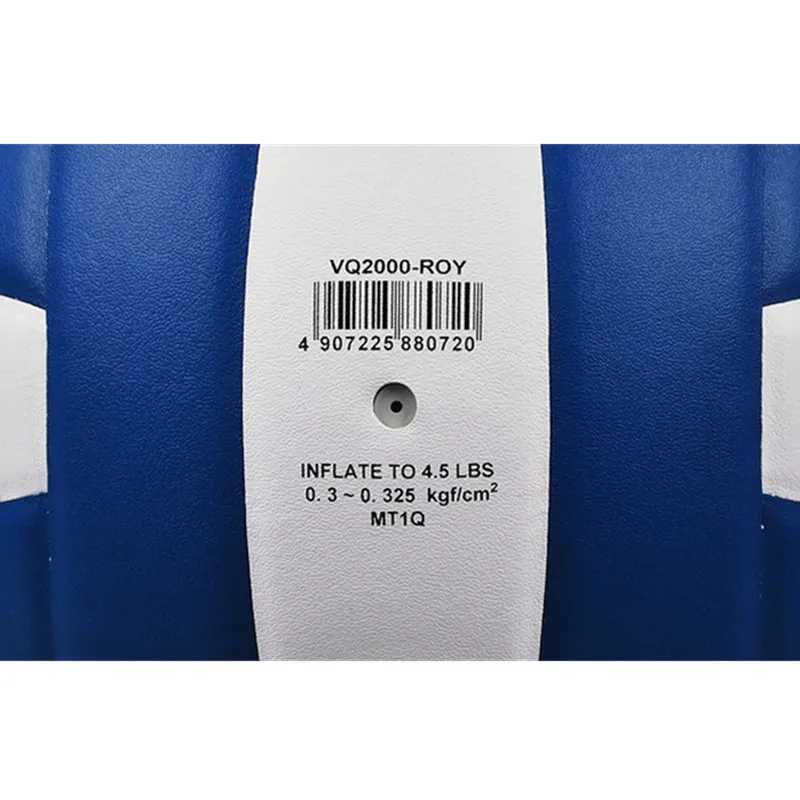 VQ2000-ROY
4 907225 880720
INFLATE TO 4.5 LBS
0.3~0.325 kgf/cm²
MT1Q